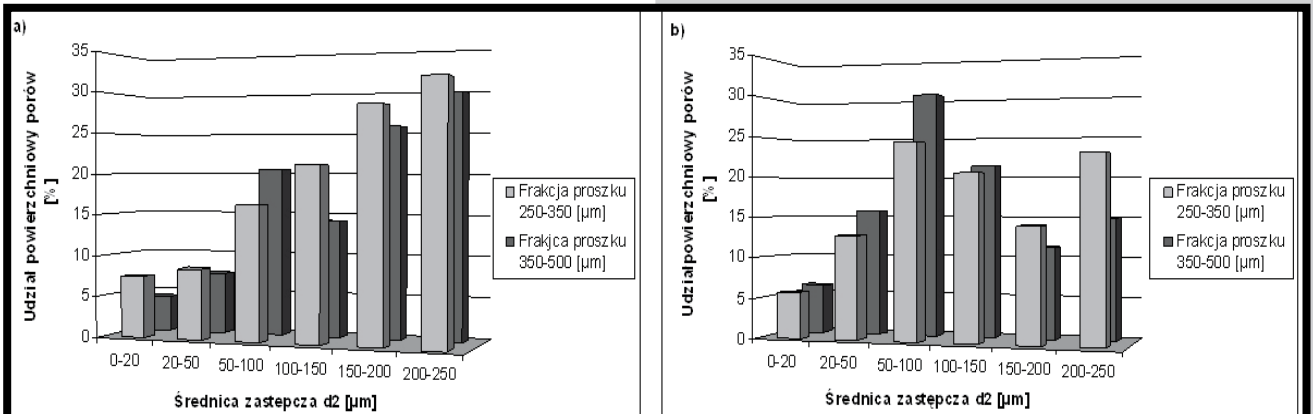 a)
Udział powierzchniowy porów
[%]
35
30
25
20
15
10
5
0
0-20
20-50
50-100
100-150
150-200
200-250
Średnica zastepcza d2 [µm]
Frakcja proszku
250-350 [µm]
Frakjca proszku
350-500 [µm]
b)
Udziałpowierzchniowy porów
[%]
35
30
25
20
15
10
5
0
0-20
20-50
50-100
100-150
150-200
200-250
Średnica zastępcza d2 [µm]
Frakcja proszku
250-350 [µm]
Frakcja proszku
350-500 [µm]